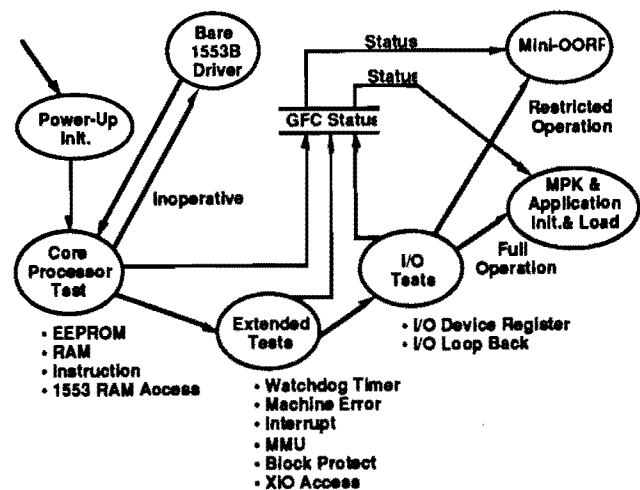 Bare
1553B
Driver
Status
Mini-OORF
Status
Power-Up
Init.
GFC Status
Restricted
Operation
Inoperative
MPK &
Application
Init.& Load
Core
Processor
Test
I/O
Tests
Full
Operation
Extended
Tests
• EEPROM
• RAM
• Instruction
• 1553 RAM Access
• I/O Device Register
• I/O Loop Back
• Watchdog Timer
• Machine Error
• Interrupt
• MMU
• Block Protect
• XIO Access